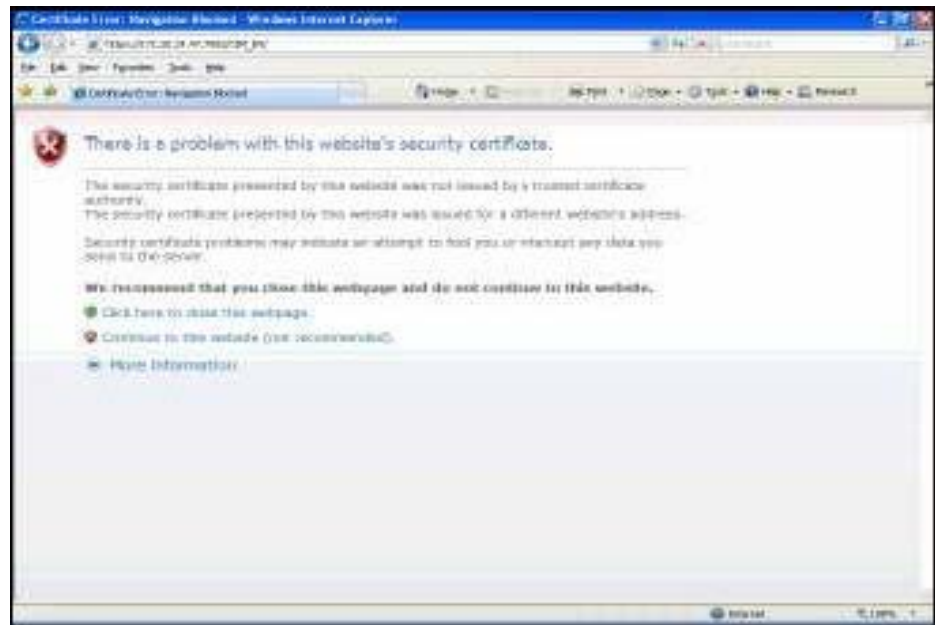 Certificate Error: Navigation Blocked - Windows Internet Explorer
File Edit View Favorites Tools Help
Certificate Error: Navigation Blocked
There is a problem with this website's security certificate.
The security certificate presented by this website was not issued by a trusted certificate
authority.
The security certificate presented by this website was issued for a different website's address.
Security certificate problems may indicate an attempt to fool you or intercept any data you
send to the server.
We recommend that you close this webpage and do not continue to this website.
Click here to close this webpage.
Continue to this website (not recommended).
More information
Internet
100%